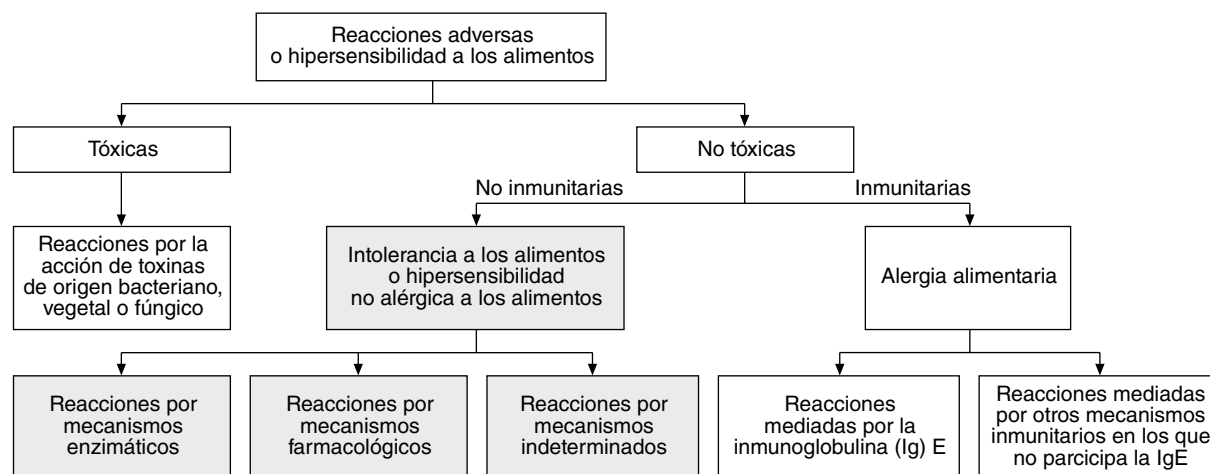 Reacciones adversas
o hipersensibilidad a los alimentos
Tóxicas
No tóxicas
No inmunitarias
Inmunitarias
Reacciones por la
acción de toxinas
de origen bacteriano,
vegetal o fúngico
Intolerancia a los alimentos
o hipersensibilidad
no alérgica a los alimentos
Alergia alimentaria
Reacciones por
mecanismos
enzimáticos
Reacciones por
mecanismos
farmacológicos
Reacciones por
mecanismos
indeterminados
Reacciones
mediadas por la
inmunoglobulina (Ig) E
Reacciones mediadas
por otros mecanismos
inmunitarios en los que
no parcicipa la IgE